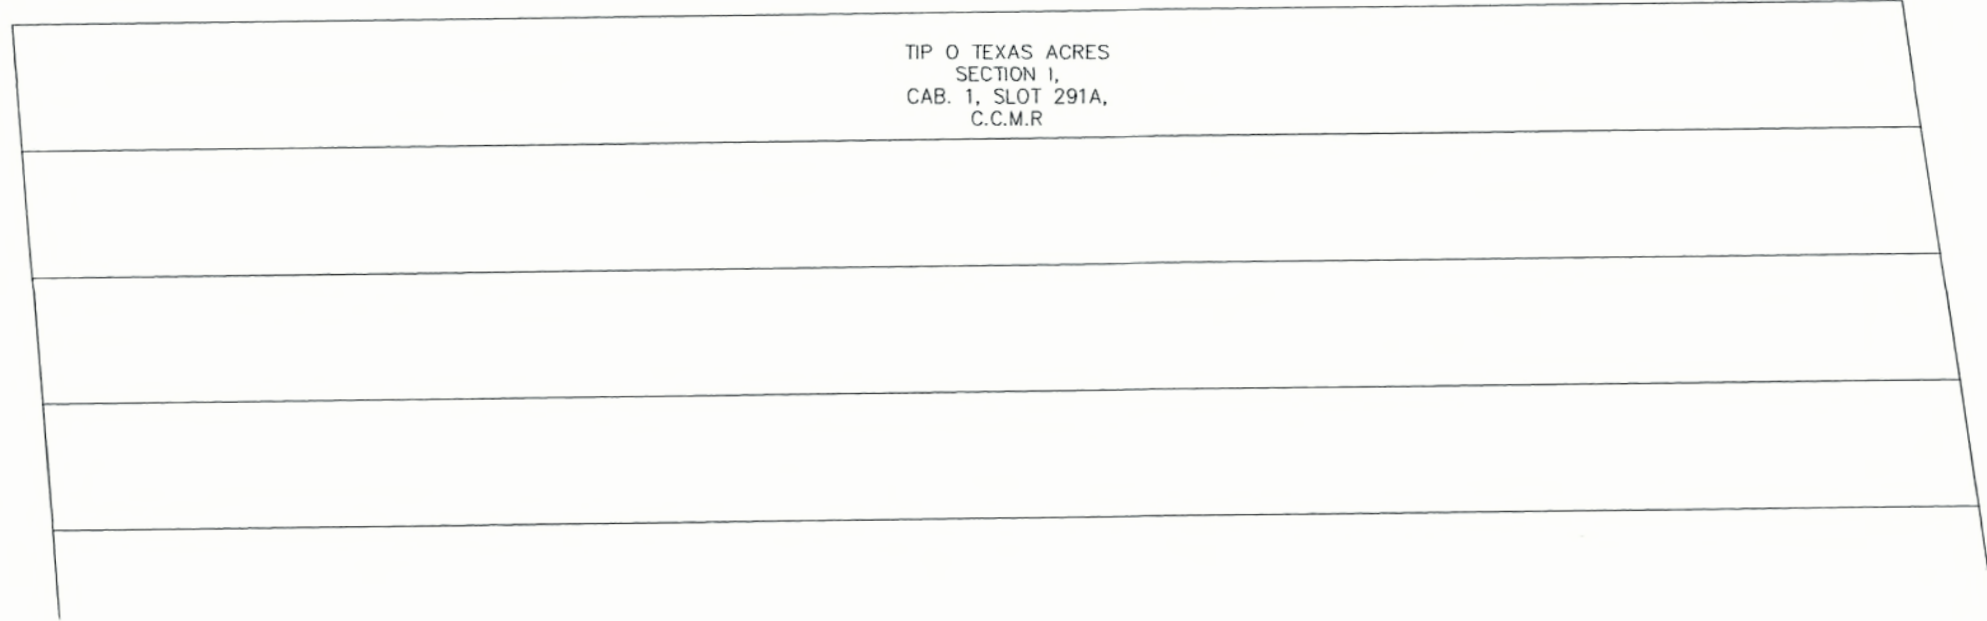 TIP O TEXAS ACRES
SECTION I,
CAB. 1, SLOT 291A,
C.C.M.R